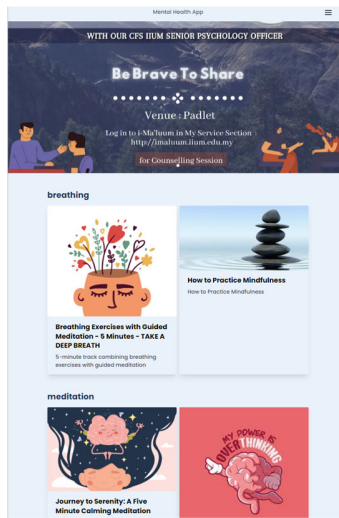 Mental Health App
WITH OUR CFS IIUM SENIOR PSYCHOLOGY OFFICER
Be Brave To Share
Venue : Padlet
Log in to i-Ma'luum in My Service Section :
http://imaluum.iium.edu.my
for Counselling Session
breathing
Breathing Exercises with Guided
Meditation - 5 Minutes - TAKE A
DEEP BREATH
5-minute track combining breathing
exercises with guided meditation
How to Practice Mindfulness
How to Practice Mindfulness
meditation
Journey to Serenity: A Five
Minute Calming Meditation
MY POWER IS
OVERTHINKING